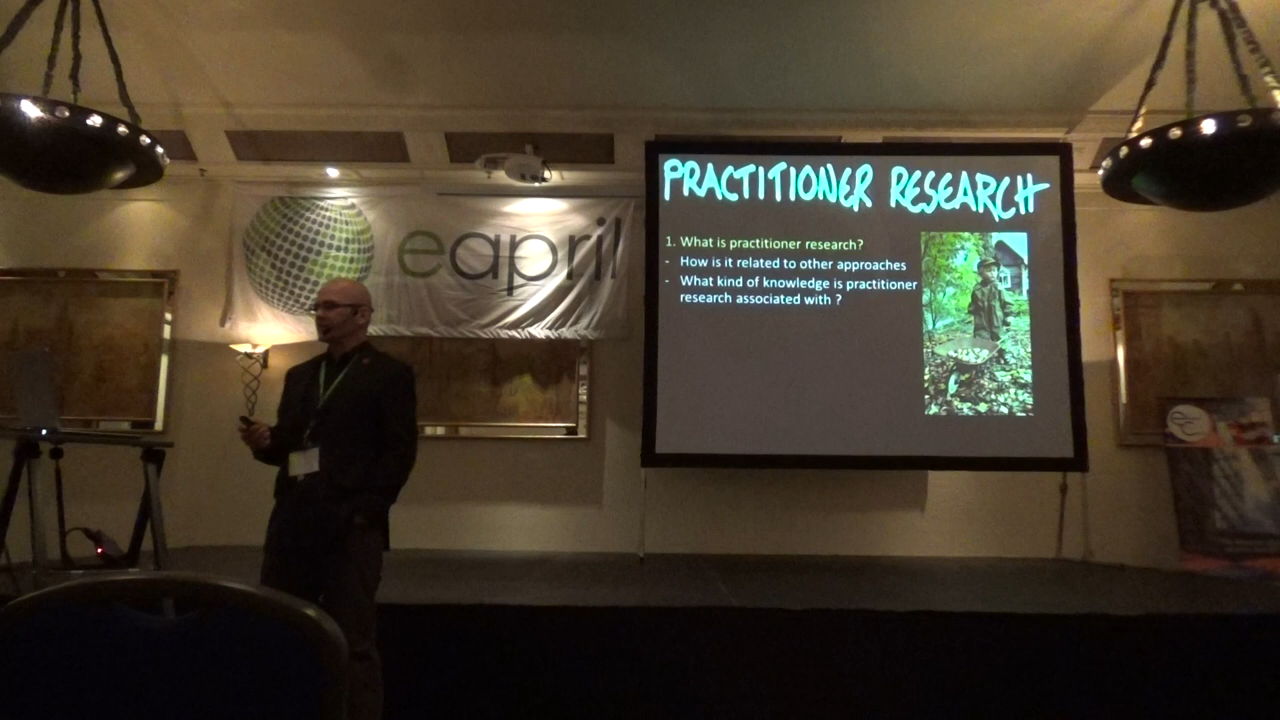 eapril
PRACTITIONER RESEARCH
1. What is practitioner research?
- How is it related to other approaches
- What kind of knowledge is practitioner
research associated with ?